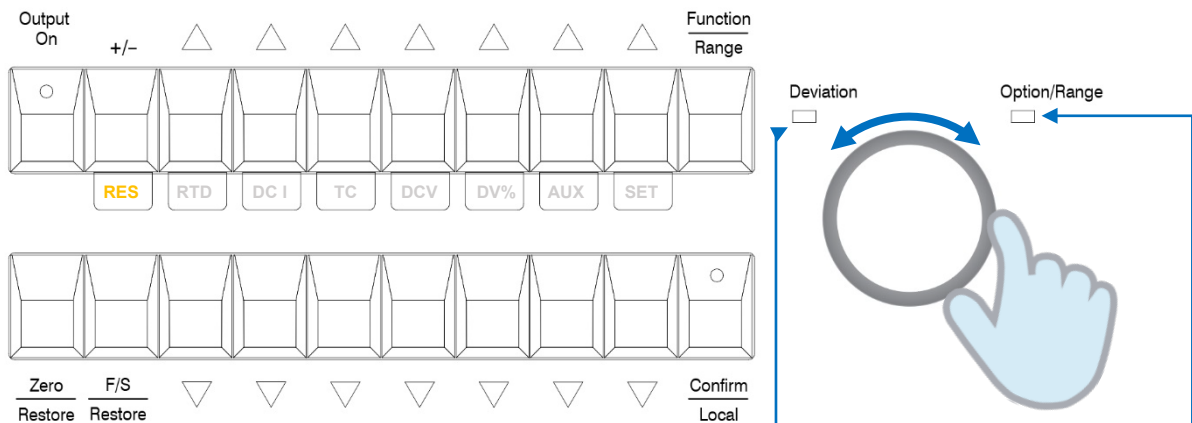 Output
On
+/−
Function
Range
Deviation
Option/Range
RES
RTD
DC I
TC
DCV
DV%
AUX
SET
Zero
Restore
F/S
Restore
Confirm
Local